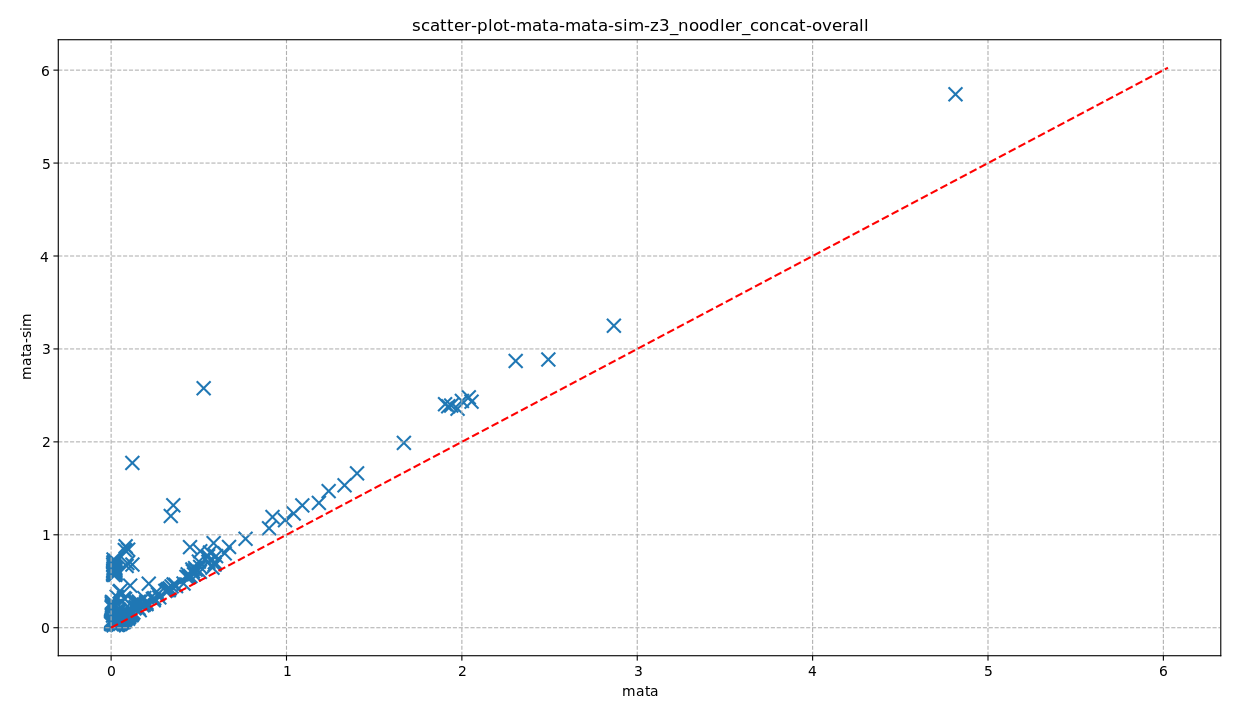 scatter-plot-mata-mata-sim-z3_noodler_concat-overall
6
5
4
3
2
1
0
mata-sim
0 1 2 3 4 5 6
mata